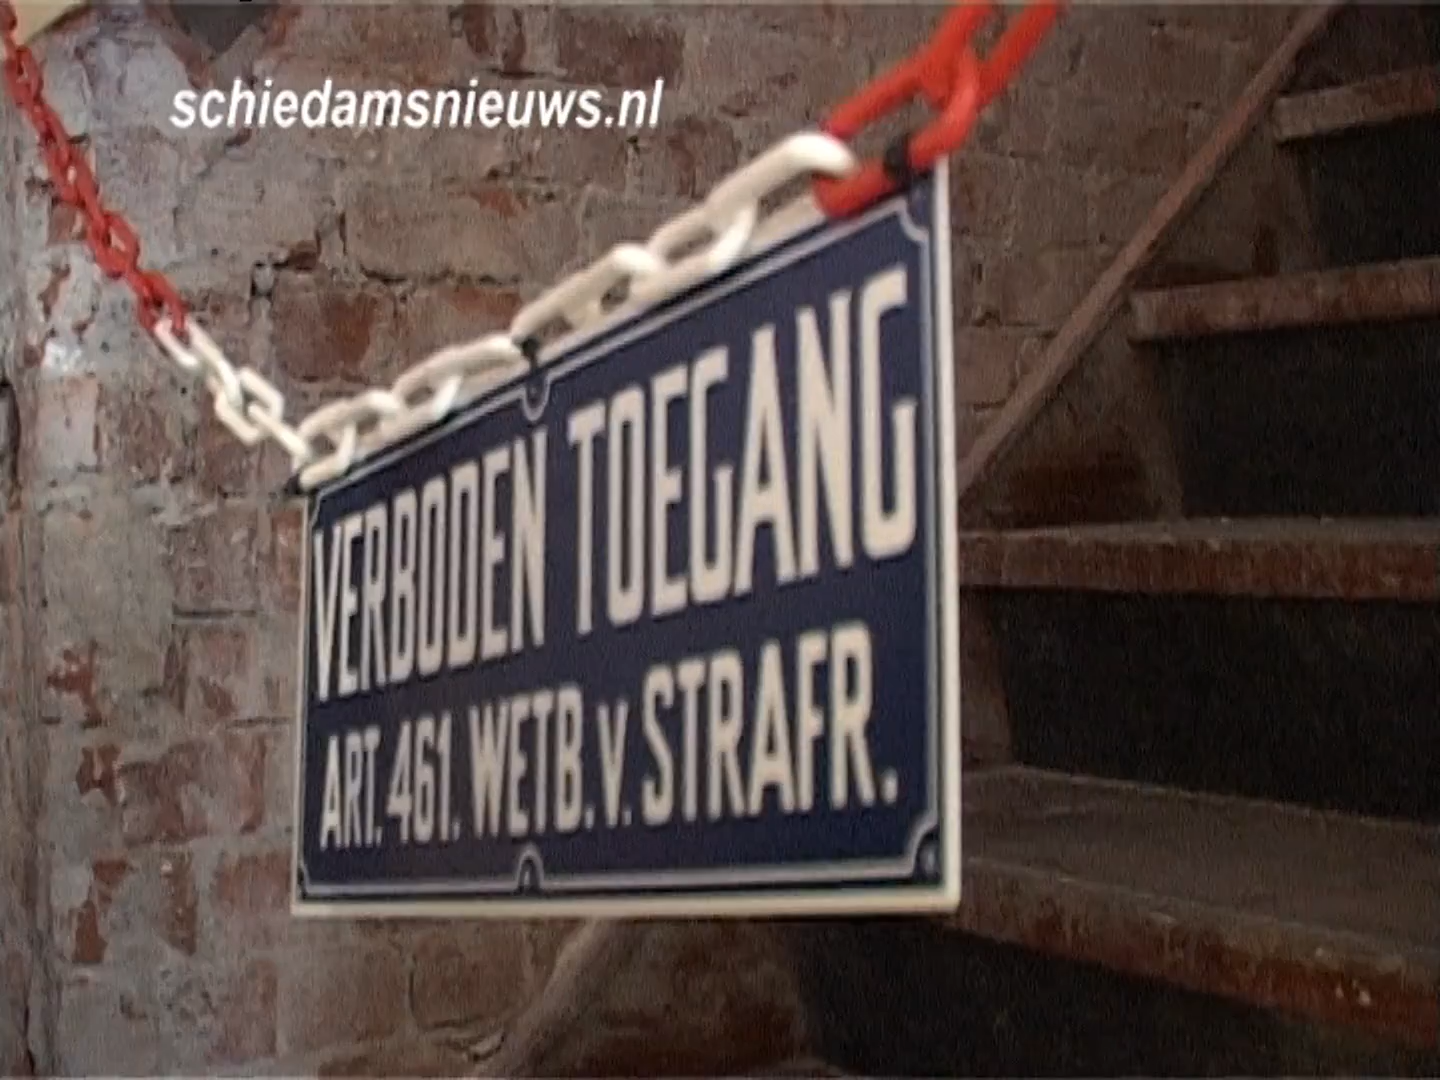 schiedamsnieuws.nl
VERBODEN TOEGANG
ART. 461. WETB. V. STRAFR.